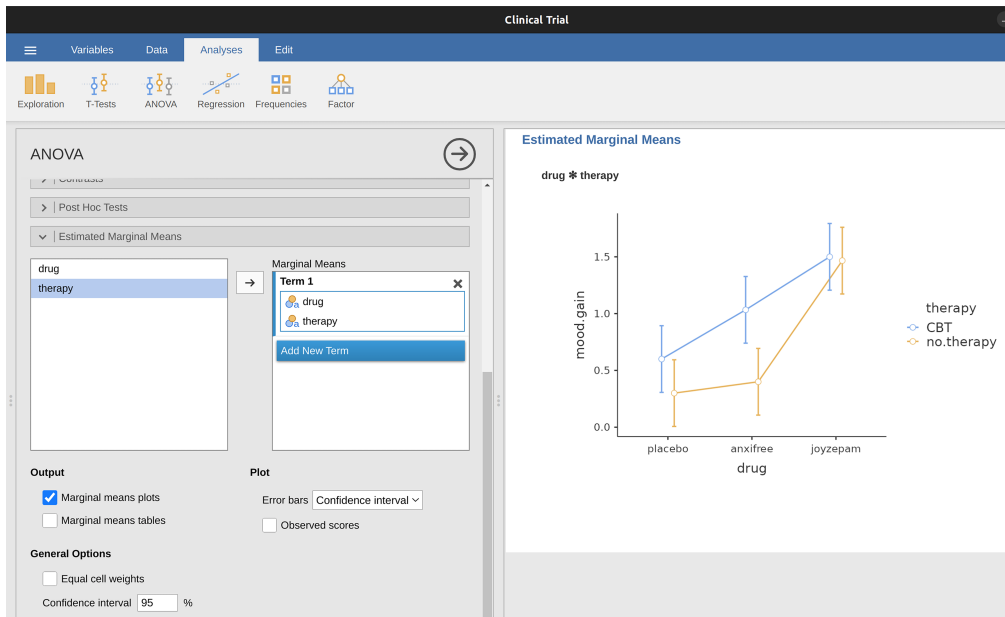 Clinical Trial
Variables Data Analyses Edit
Exploration T-Tests ANOVA Regression Frequencies Factor
ANOVA
Contrasts
Post Hoc Tests
Estimated Marginal Means
drug
therapy
Marginal Means
Term 1
drug
therapy
Add New Term
Output
Marginal means plots
Marginal means tables
Plot
Error bars Confidence interval
Observed scores
General Options
Equal cell weights
Confidence interval 95 %
Estimated Marginal Means
drug ✻ therapy
mood.gain
1.5
1.0
0.5
0.0
placebo anxifree joyzepam
drug
therapy
CBT
no.therapy